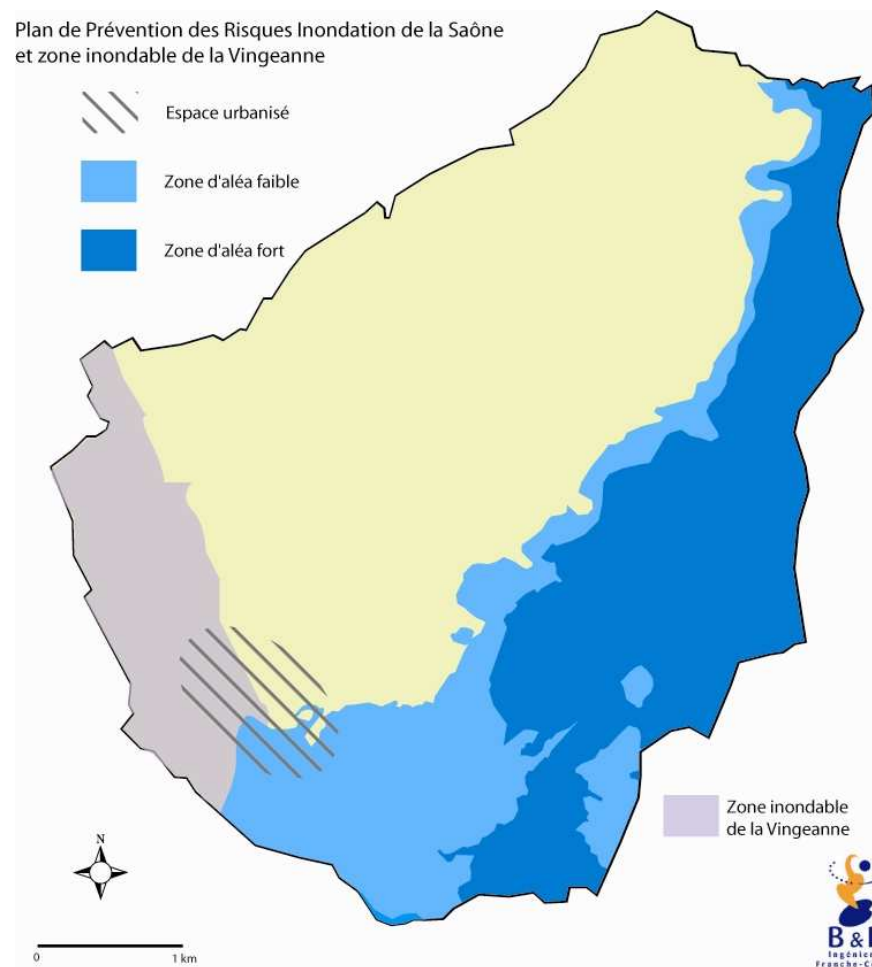 Plan de Prévention des Risques Inondation de la Saône
et zone inondable de la Vingeanne
Espace urbanisé
Zone d'aléa faible
Zone d'aléa fort
Zone inondable
de la Vingeanne
N
0 1 km
B &